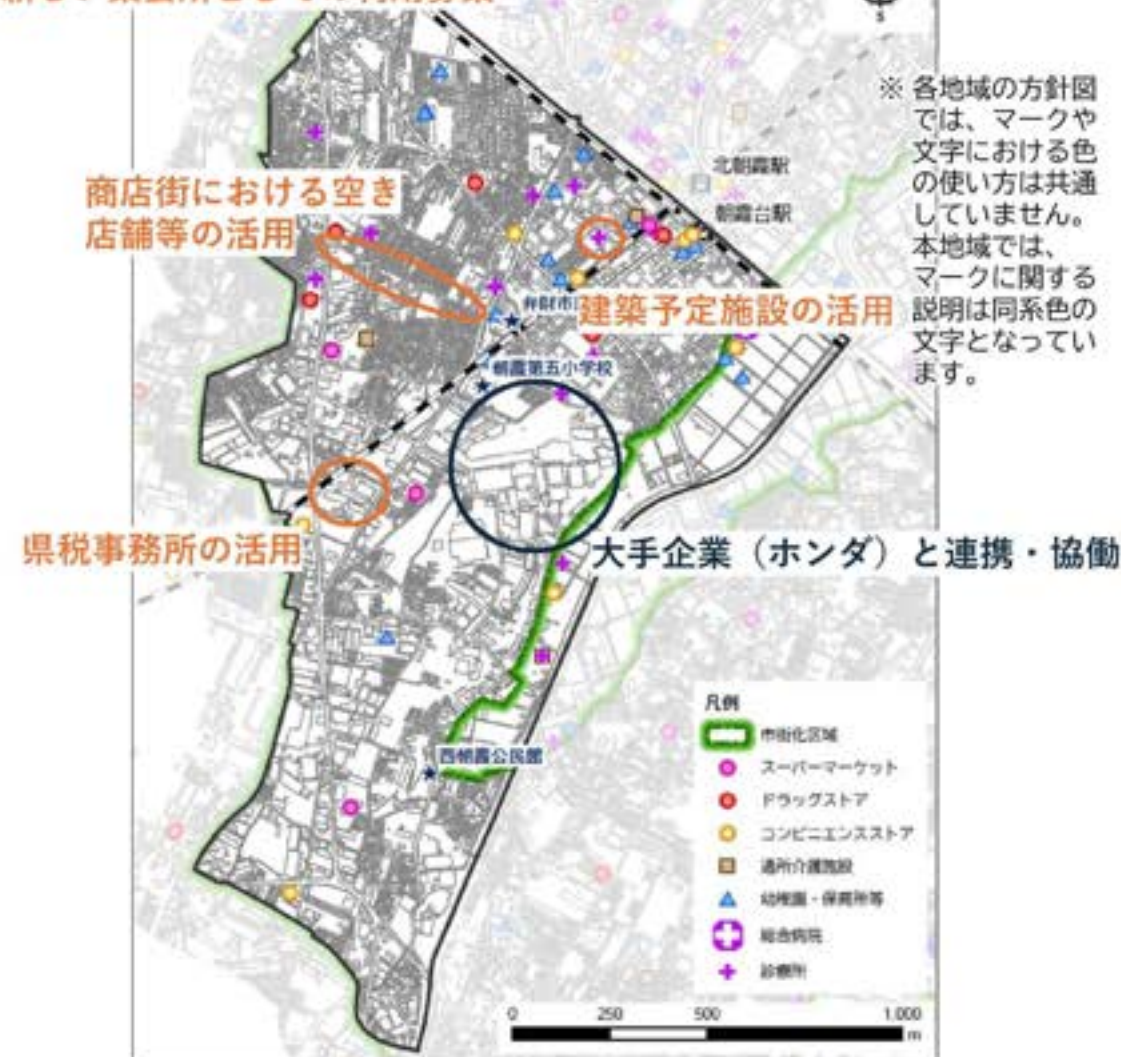 S
※ 各地域の方針図
では、マークや
文字における色
の使い方は共通
していません。
本地域では、
マークに関する
説明は同系色の
文字となってい
ます。
北朝霞駅
朝霞台駅
商店街における空き
店舗等の活用
弁財市
建築予定施設の活用
朝霞第五小学校
県税事務所の活用
大手企業(ホンダ)と連携・協働
西朝霞公民館
凡例
市街化区域
スーパーマーケット
ドラッグストア
コンビニエンスストア
通所介護施設
幼稚園・保育所等
総合病院
診療所
0 250 500 1,000
m